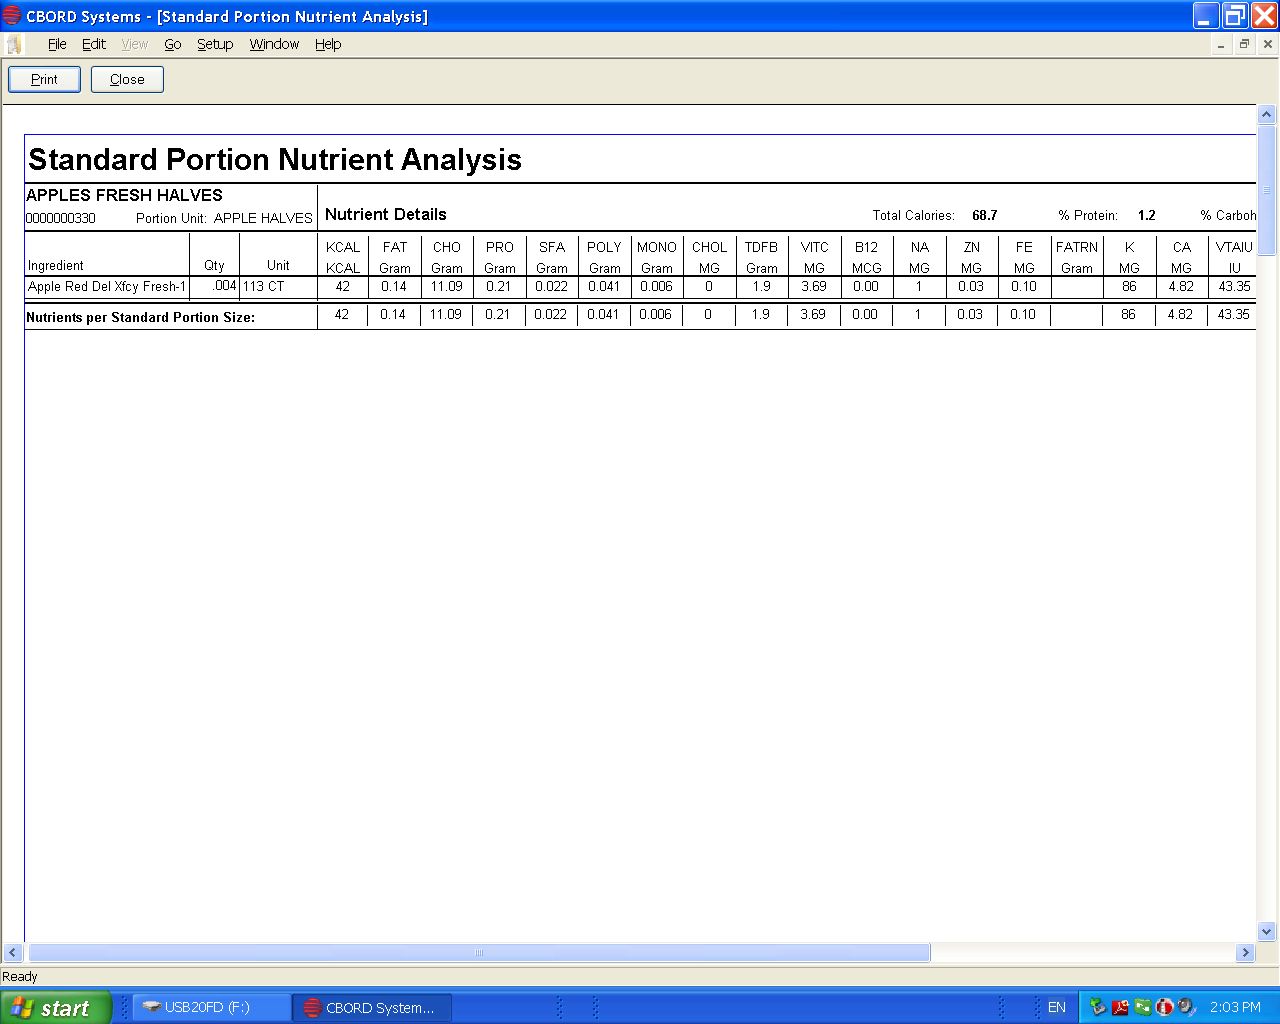 CBORD Systems - [Standard Portion Nutrient Analysis]
File Edit View Go Setup Window Help
Print Close
Standard Portion Nutrient Analysis
APPLES FRESH HALVES
0000000330 Portion Unit: APPLE HALVES Nutrient Details Total Calories: 68.7 % Protein: 1.2 % Carboh
KCAL FAT CHO PRO SFA POLY MONO CHOL TDFB VITC B12 NA ZN FE FATRN K CA VTAIU
Ingredient Qty Unit KCAL Gram Gram Gram Gram Gram Gram MG Gram MG MCG MG MG MG Gram MG MG IU
Apple Red Del Xfcy Fresh-1 .004 113 CT 42 0.14 11.09 0.21 0.022 0.041 0.006 0 1.9 3.69 0.00 1 0.03 0.10 86 4.82 43.35
Nutrients per Standard Portion Size: 42 0.14 11.09 0.21 0.022 0.041 0.006 0 1.9 3.69 0.00 1 0.03 0.10 86 4.82 43.35
Ready
start USB20FD (F:) CBORD System... EN 2:03 PM